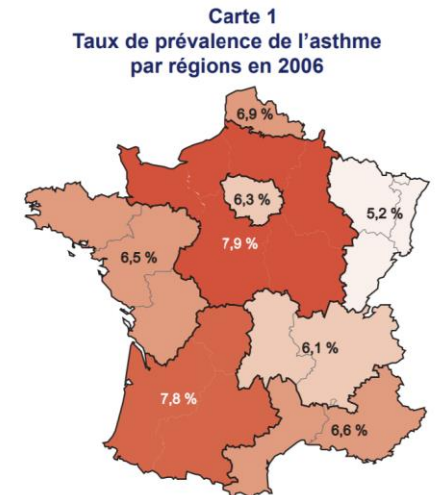 Carte 1
Taux de prévalence de l’asthme
par régions en 2006
6,9 %
6,3 %
5,2 %
7,9 %
6,5 %
6,1 %
7,8 %
6,6 %